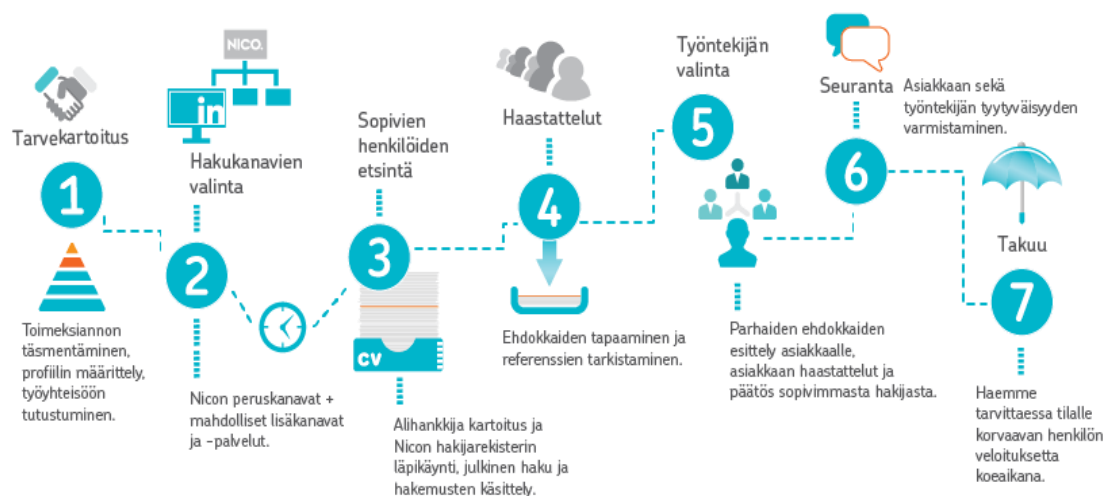 Tarvekartoitus
1
Toimeksiannon
täsmentäminen,
profiilin määrittely,
työyhteisöön
tutustuminen.
NICO.
in
Hakukanavien
valinta
2
Nicon peruskanavat +
mahdolliset lisäkanavat
ja -palvelut.
Sopivien
henkilöiden
etsintä
3
CV
Alihankkija kartoitus ja
Nicon hakijarekisterin
läpikäynti, julkinen haku ja
hakemusten käsittely.
Haastattelut
4
Ehdokkaiden tapaaminen ja
referenssien tarkistaminen.
Työntekijän
valinta
5
Parhaiden ehdokkaiden
esittely asiakkaalle,
asiakkaan haastattelut ja
päätös sopivimmasta hakijasta.
Seuranta
6
Asiakkaan sekä
työntekijän tyytyväisyyden
varmistaminen.
Takuu
7
Haemme
tarvittaessa tilalle
korvaavan henkilön
veloituksetta
koeaikana.